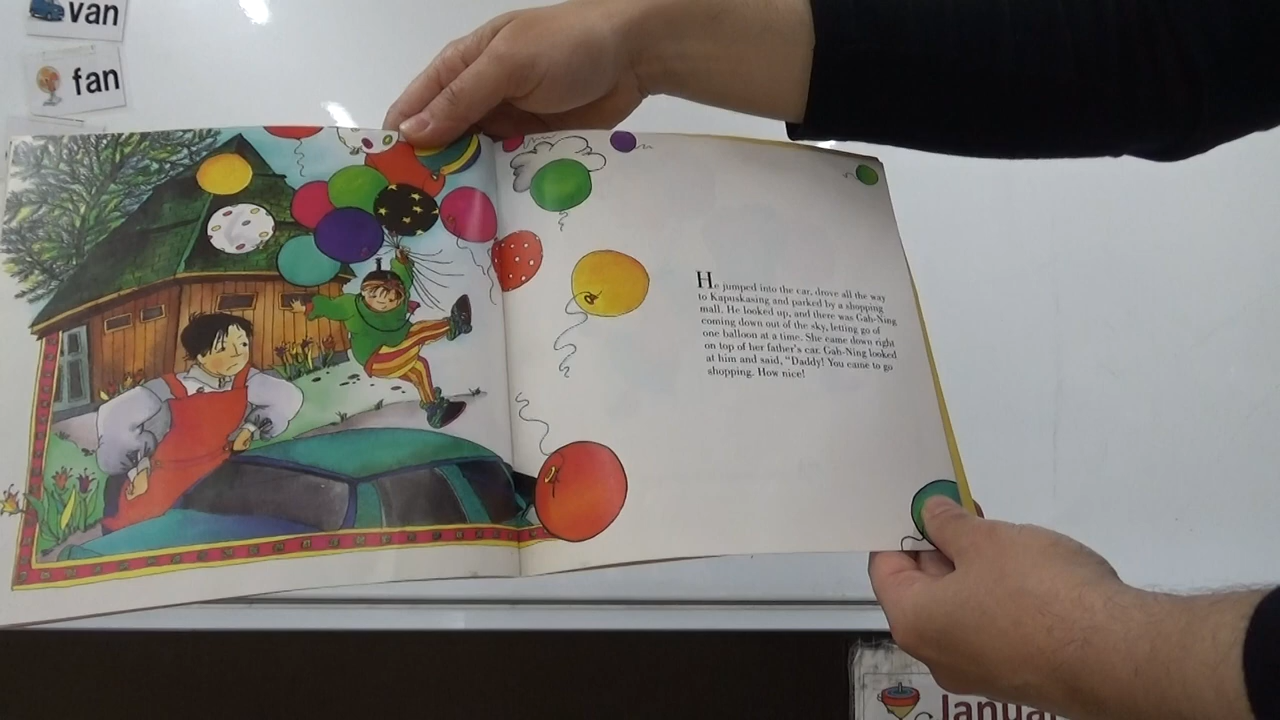 van
fan
He jumped into the car, drove all the way
to Kapuskasing and parked by a shopping
mall. He looked up, and there was Gah-Ning
coming down out of the sky, letting go of
one balloon at a time. She came down right
on top of her father's car. Gah-Ning looked
at him and said, "Daddy! You came to go
shopping. How nice!